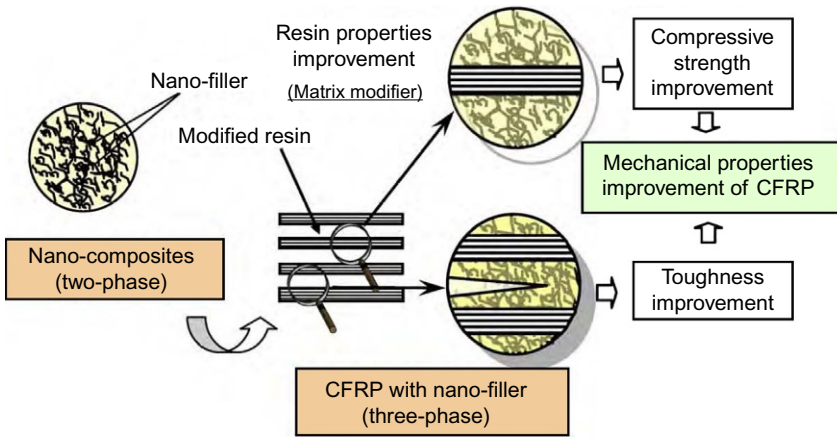 Resin properties
improvement
(Matrix modifier)
Compressive
strength
improvement
Nano-filler
Modified resin
Mechanical properties
improvement of CFRP
Nano-composites
(two-phase)
Toughness
improvement
CFRP with nano-filler
(three-phase)